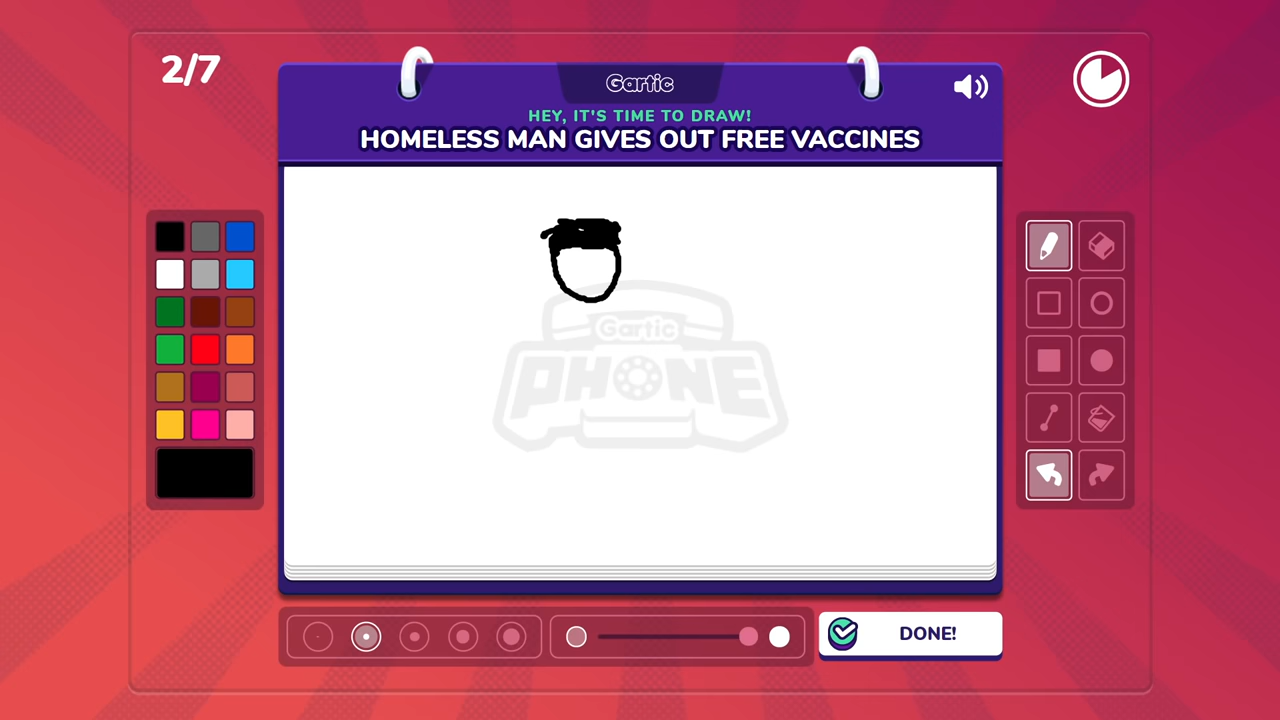 2/7
Gartic
HEY, IT'S TIME TO DRAW!
HOMELESS MAN GIVES OUT FREE VACCINES
Gartic
PHONE
DONE!